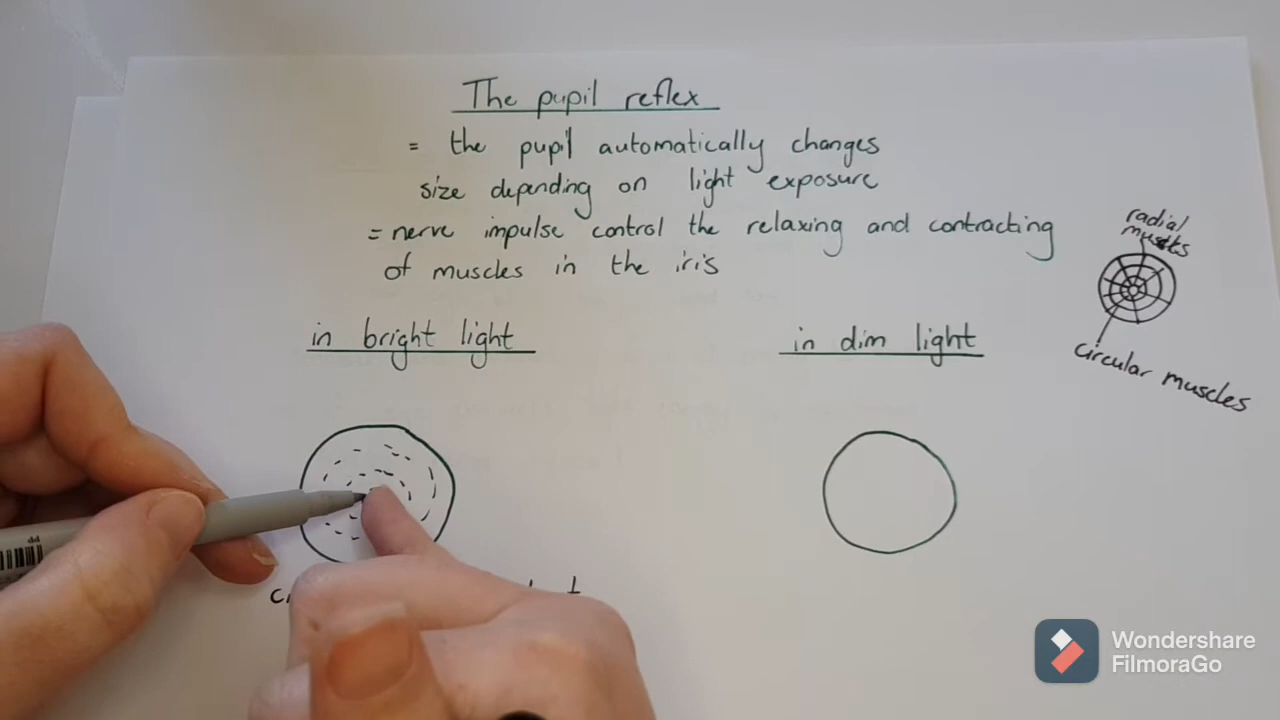 The pupil reflex
= the pupil automatically changes
size depending on light exposure
= nerve impulse control the relaxing and contracting
of muscles in the iris
radial
muscles
circular muscles
in bright light
in dim light
Wondershare
FilmoraGo